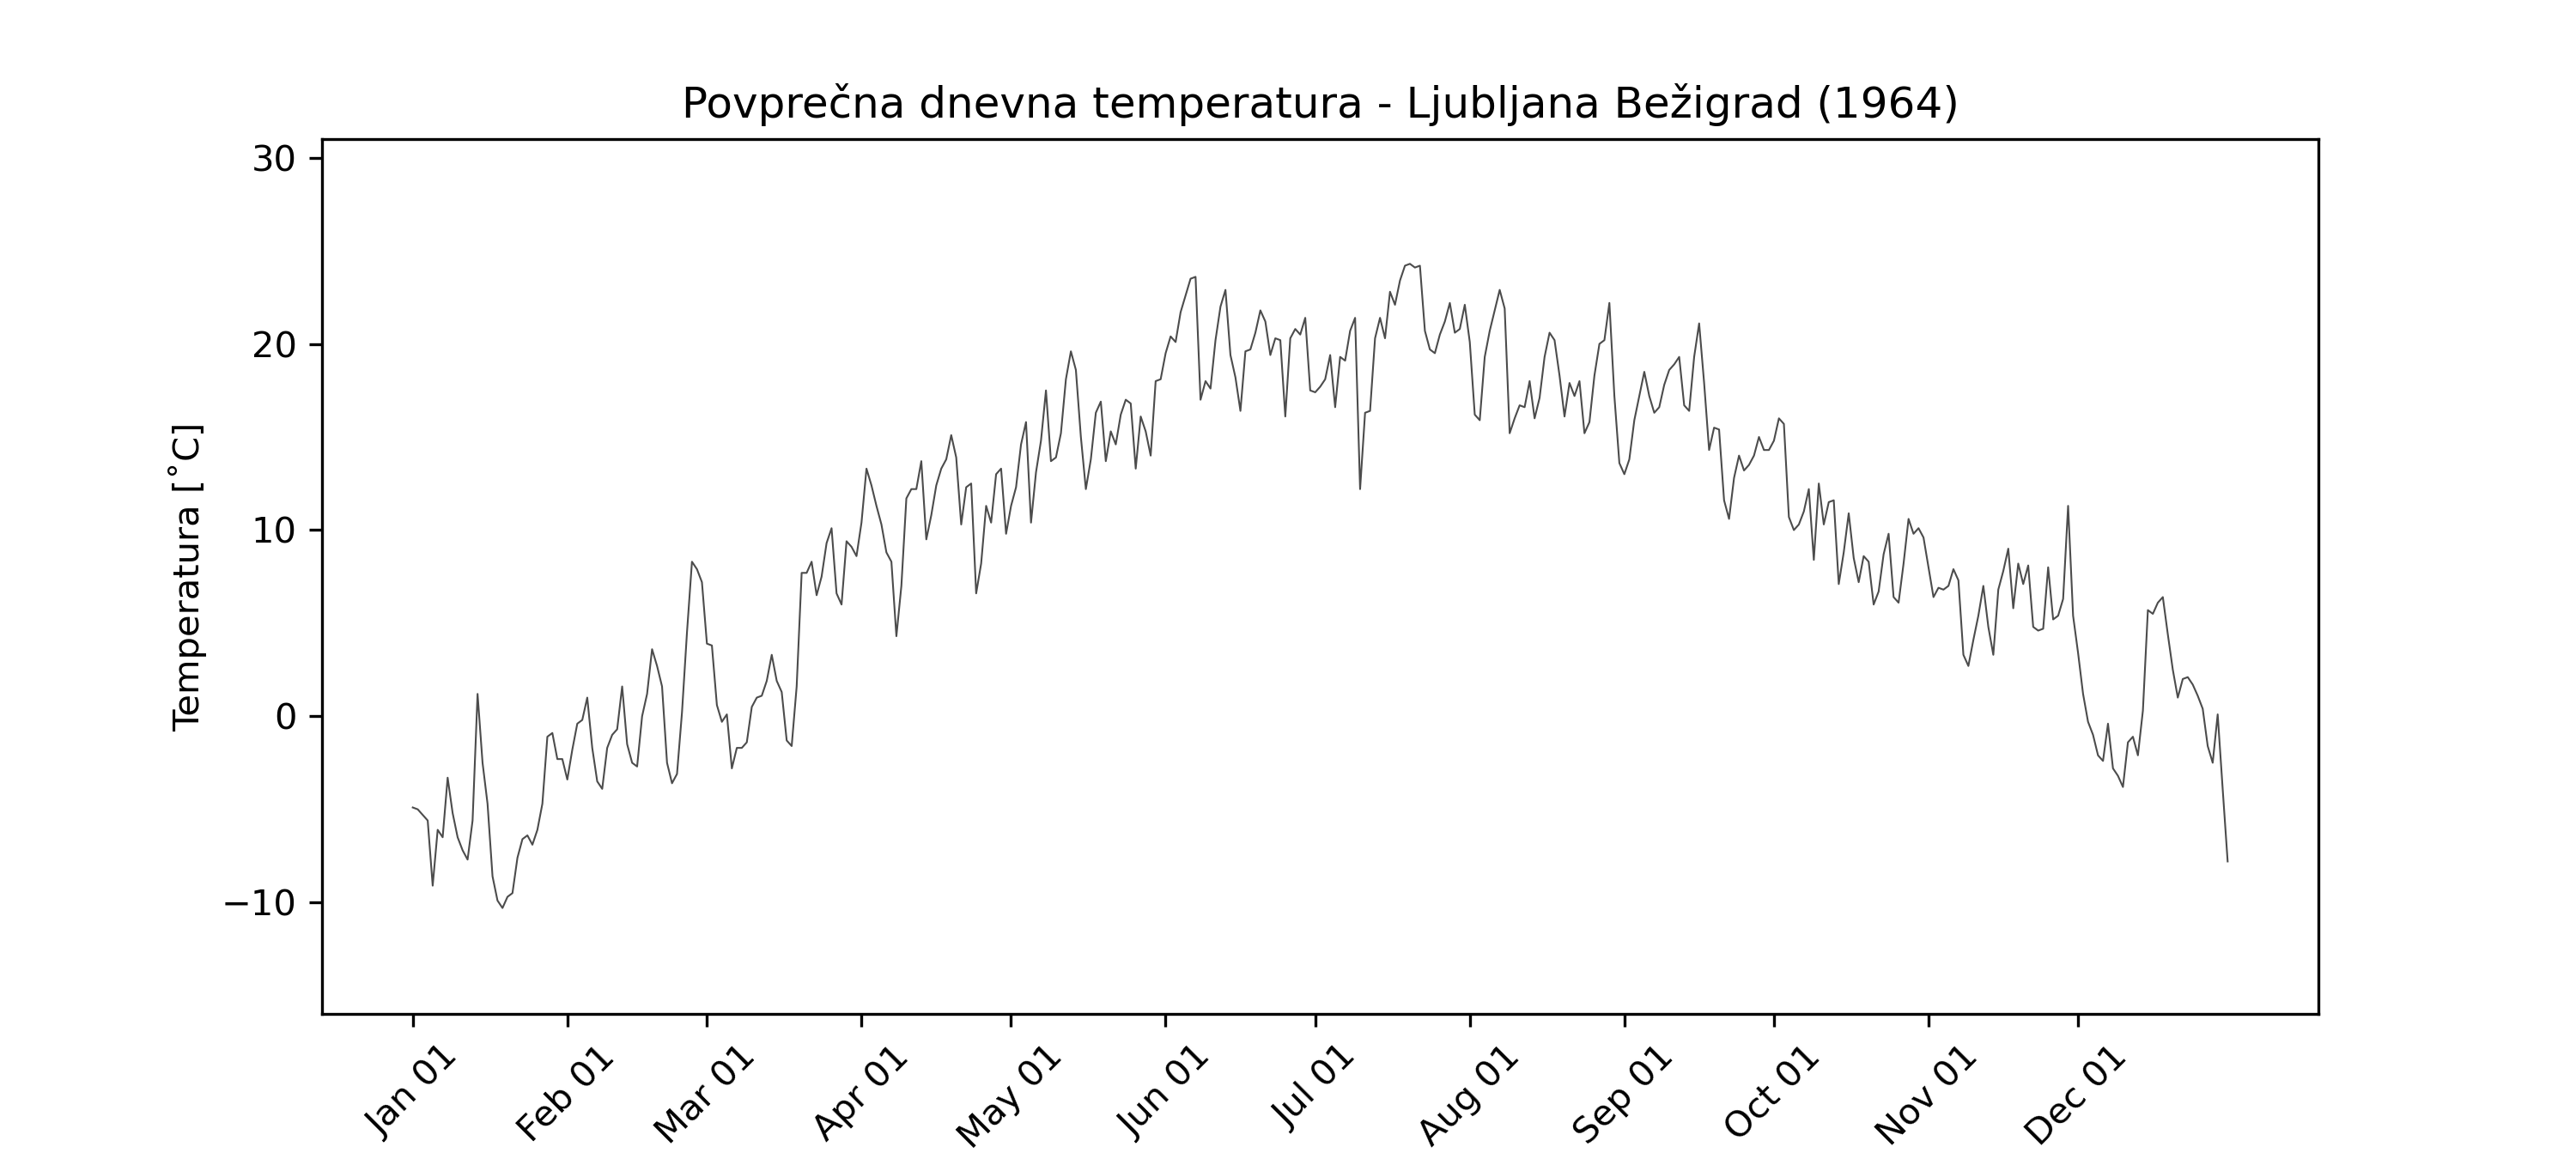 Povprečna dnevna temperatura - Ljubljana Bežigrad (1964)
Temperatura [˚C]
30
20
10
0
−10
Jan 01
Feb 01
Mar 01
Apr 01
May 01
Jun 01
Jul 01
Aug 01
Sep 01
Oct 01
Nov 01
Dec 01